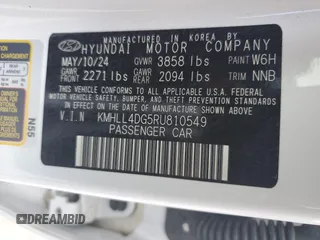 MANUFACTURED IN KOREA BY
HYUNDAI MOTOR COMPANY
MAY/10/24 GVWR 3858 lbs PAINT W6H
GAWR FRONT 2271 lbs GAWR REAR 2094 lbs TRIM NNB
THIS VEHICLE CONFORMS TO ALL APPLICABLE U.S.A. FEDERAL
MOTOR VEHICLE SAFETY, BUMPER, AND THEFT PREVENTION STANDARDS
IN EFFECT ON THE DATE OF MANUFACTURE SHOWN ABOVE.
V.I.N KMHLL4DG5RU810549
PASSENGER CAR
N55
DREAMBID
DREAMBID.COM